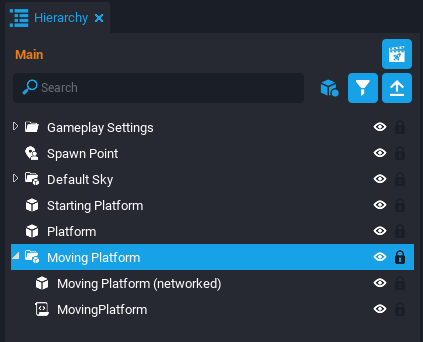 Hierarchy
Main
Search
Gameplay Settings
Spawn Point
Default Sky
Starting Platform
Platform
Moving Platform
Moving Platform (networked)
MovingPlatform